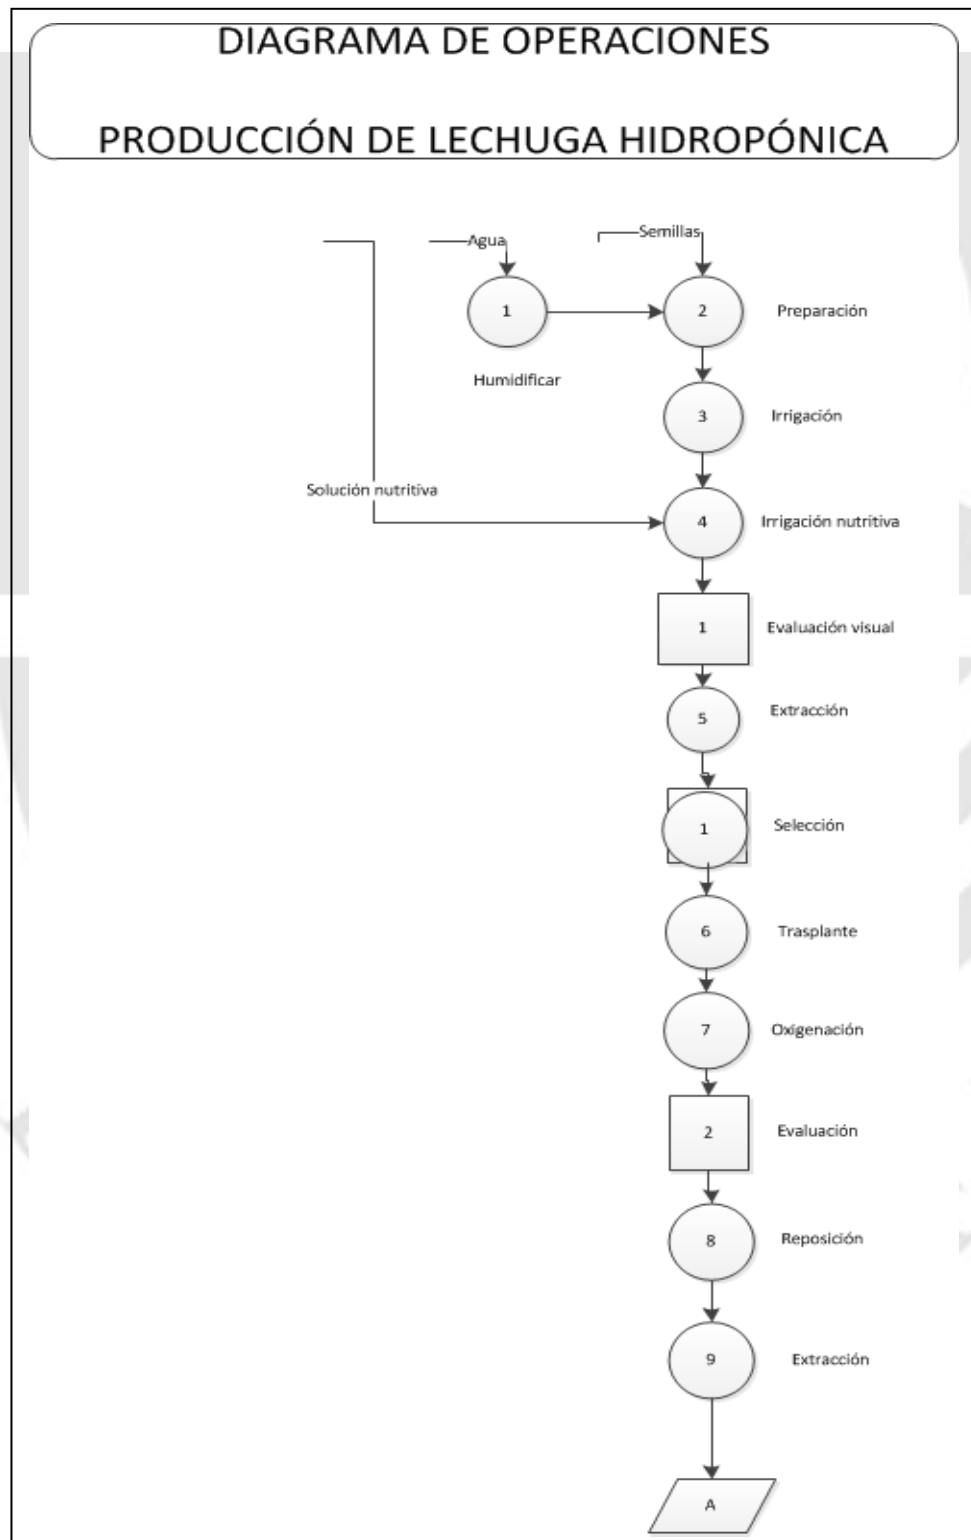 DIAGRAMA DE OPERACIONES
PRODUCCIÓN DE LECHUGA HIDROPÓNICA
Agua
Semillas
1
2
Preparación
Humidificar
3
Irrigación
Solución nutritiva
4
Irrigación nutritiva
1
Evaluación visual
5
Extracción
1
Selección
6
Trasplante
7
Oxigenación
2
Evaluación
8
Reposición
9
Extracción
A